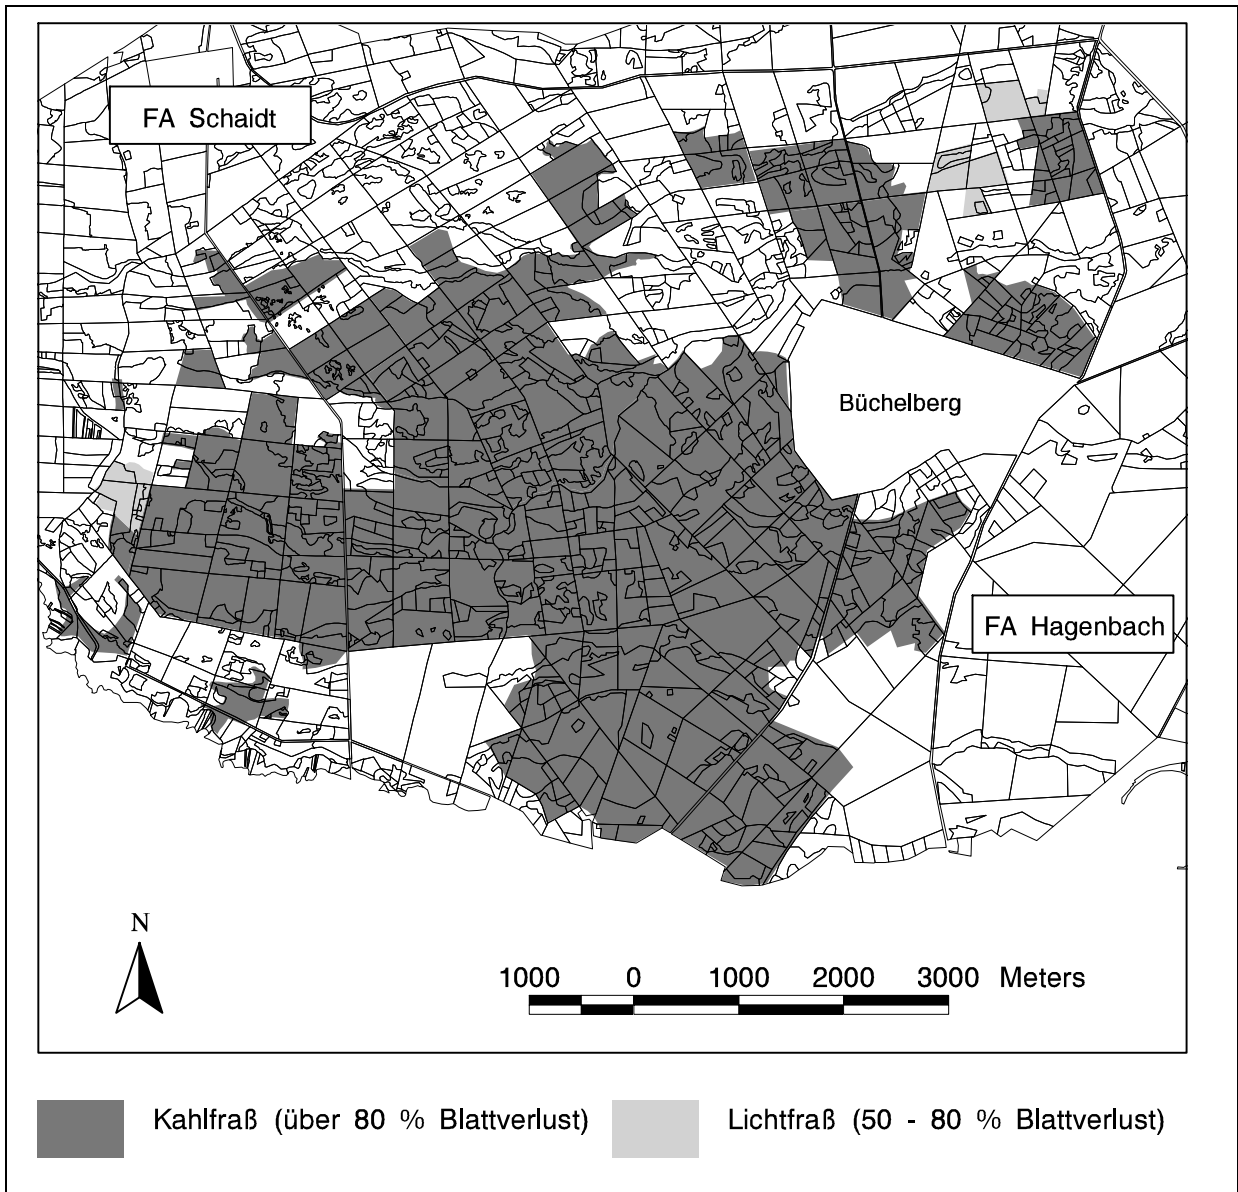 FA Schaidt
Büchelberg
FA Hagenbach
N
1000 0 1000 2000 3000 Meters
Kahlfraß (über 80 % Blattverlust)
Lichtfraß (50 - 80 % Blattverlust)